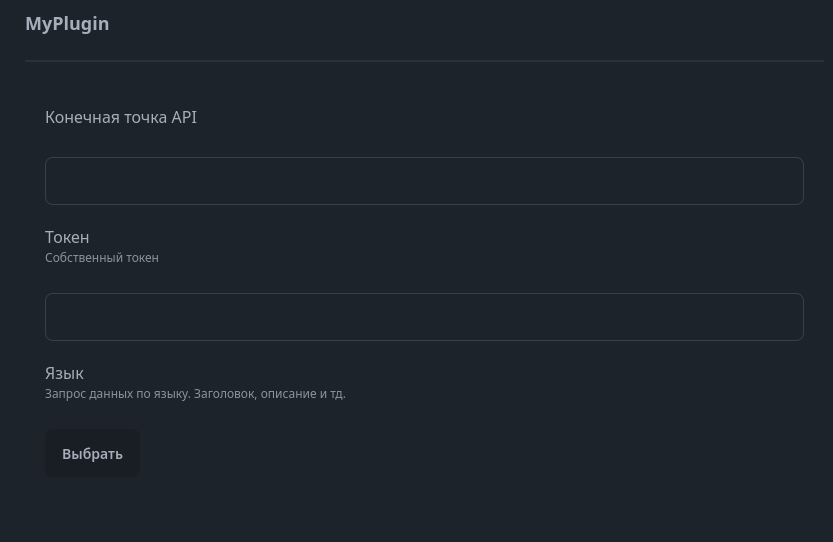 MyPlugin
Конечная точка API
Токен
Собственный токен
Язык
Запрос данных по языку. Заголовок, описание и тд.
Выбрать